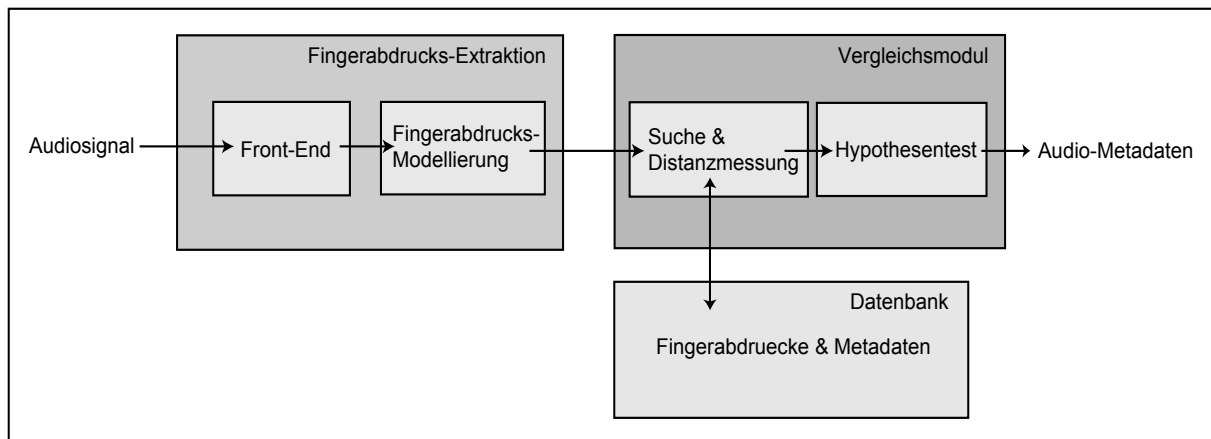 Fingerabdrucks-Extraktion
Vergleichsmodul
Audiosignal
Front-End
Fingerabdrucks-
Modellierung
Suche &
Distanzmessung
Hypothesentest
Audio-Metadaten
Datenbank
Fingerabdruecke & Metadaten